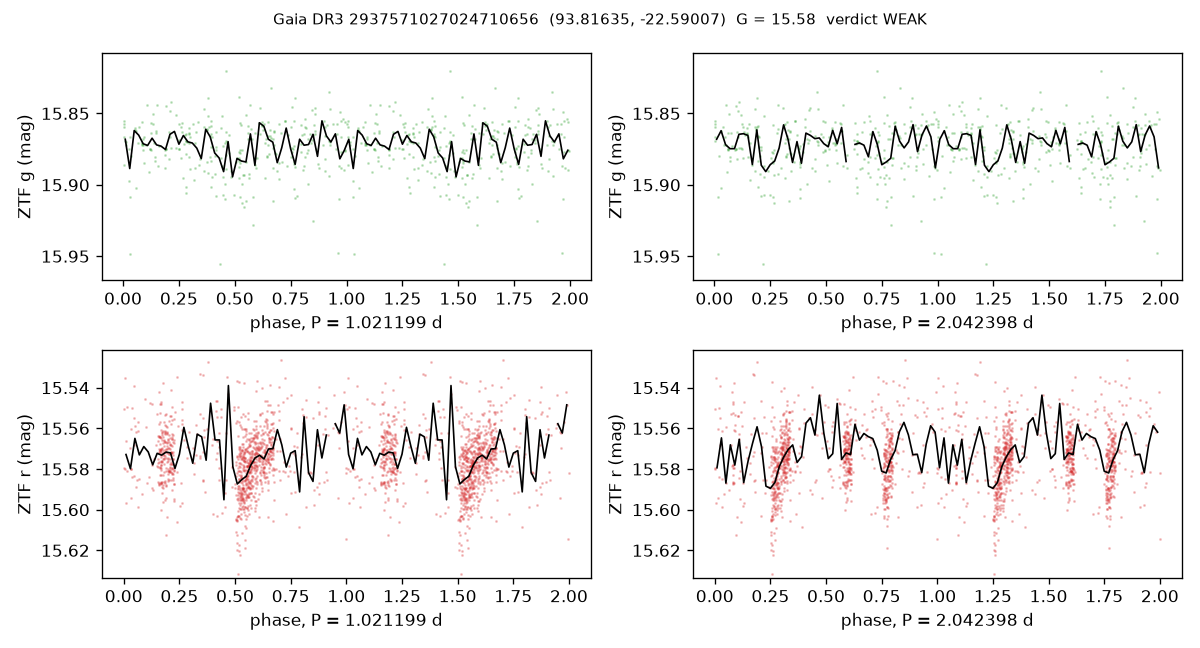 Gaia DR3 2937571027024710656 (93.81635, -22.59007) G = 15.58 verdict WEAK
ZTF g (mag)
15.85
15.90
15.95
0.00 0.25 0.50 0.75 1.00 1.25 1.50 1.75 2.00
phase, P = 1.021199 d
ZTF g (mag)
15.85
15.90
15.95
0.00 0.25 0.50 0.75 1.00 1.25 1.50 1.75 2.00
phase, P = 2.042398 d
ZTF r (mag)
15.54
15.56
15.58
15.60
15.62
0.00 0.25 0.50 0.75 1.00 1.25 1.50 1.75 2.00
phase, P = 1.021199 d
ZTF r (mag)
15.54
15.56
15.58
15.60
15.62
0.00 0.25 0.50 0.75 1.00 1.25 1.50 1.75 2.00
phase, P = 2.042398 d